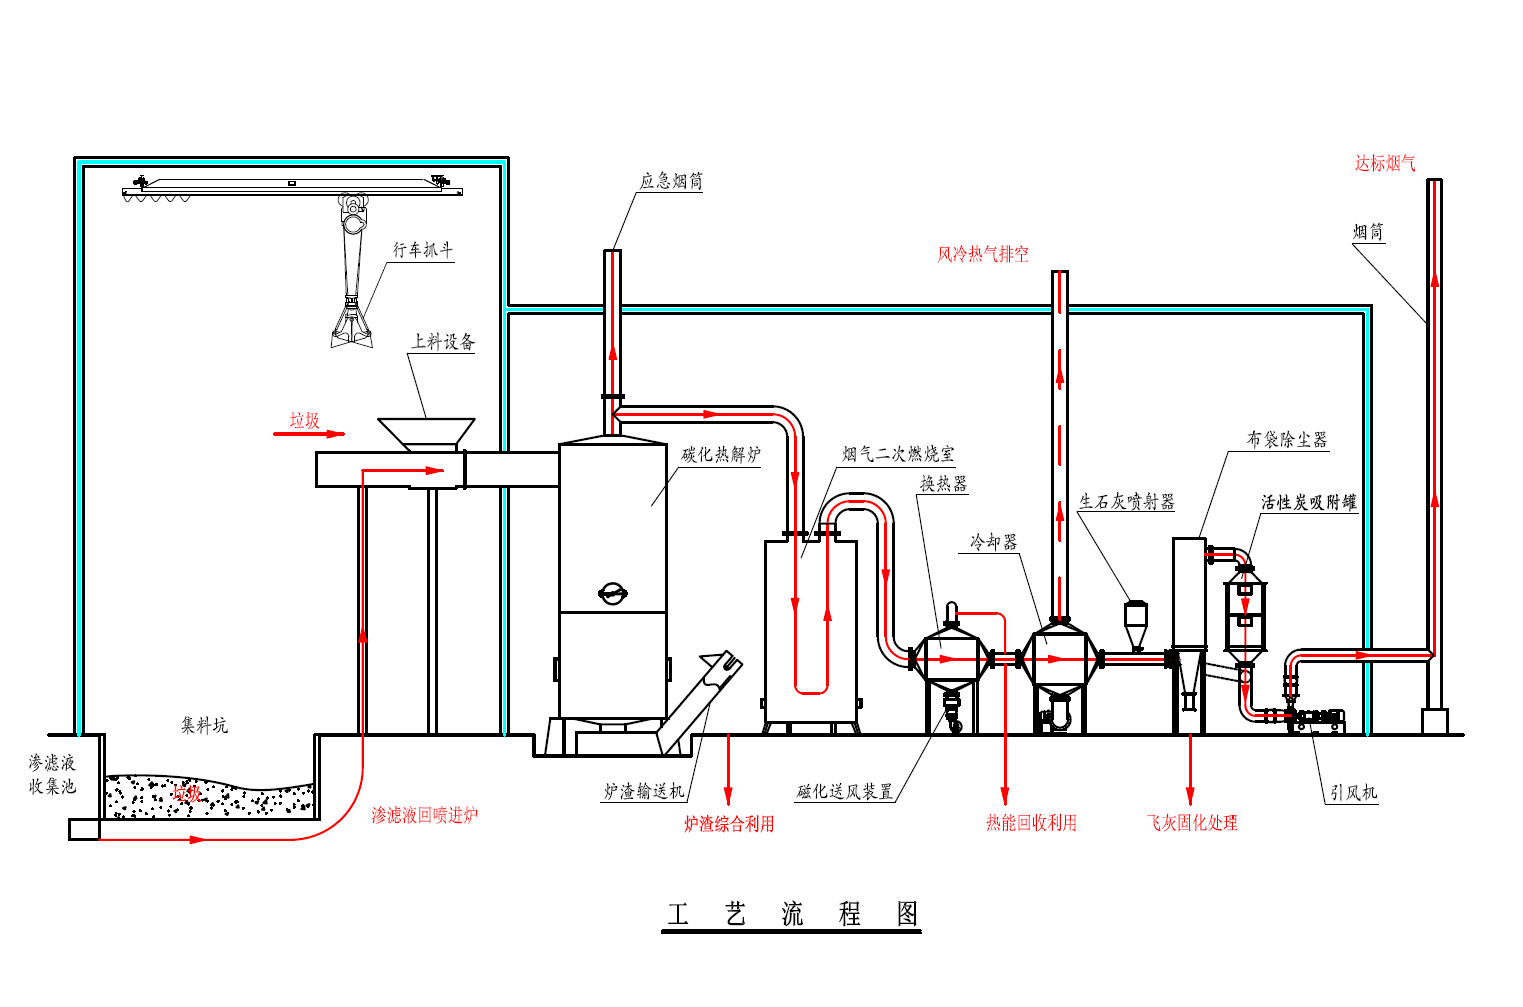 达标烟气
应急烟筒
烟筒
行车抓斗
风冷热气排空
上料设备
垃圾
碳化热解炉
烟气二次燃烧室
布袋除尘器
换热器
生石灰喷射器
活性炭吸附罐
冷却器
集料坑
渗滤液
收集池
垃圾
渗滤液回喷进炉
炉渣输送机
磁化送风装置
引风机
炉渣综合利用
热能回收利用
飞灰固化处理
工艺流程图